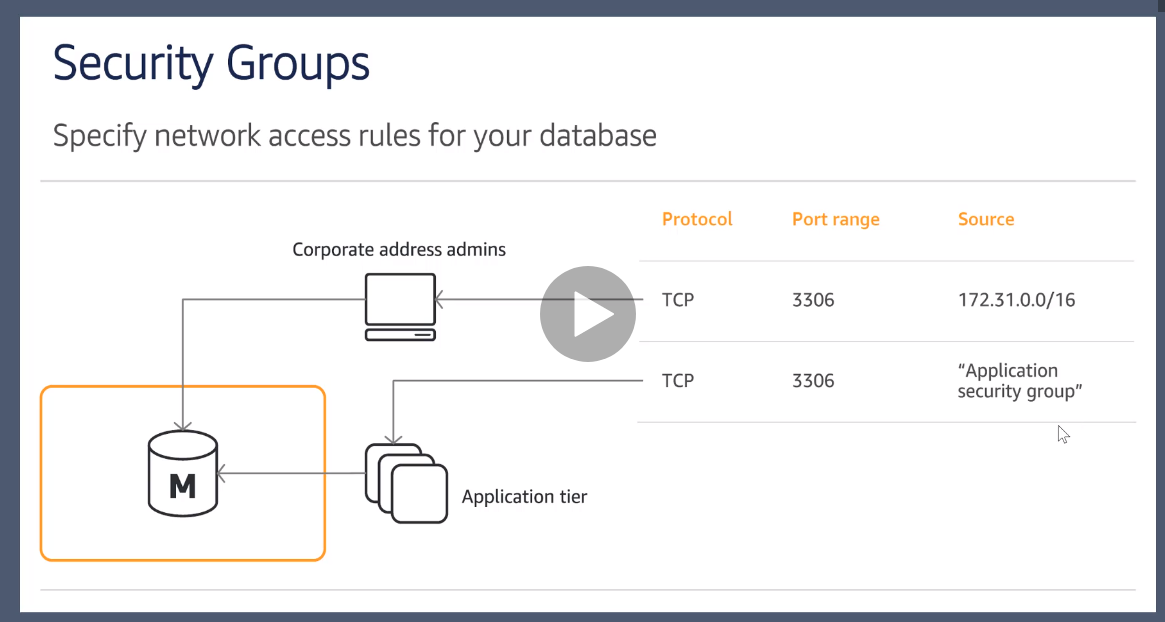 Security Groups
Specify network access rules for your database
Protocol Port range Source
Corporate address admins
TCP 3306 172.31.0.0/16
TCP 3306 “Application
security group”
M
Application tier